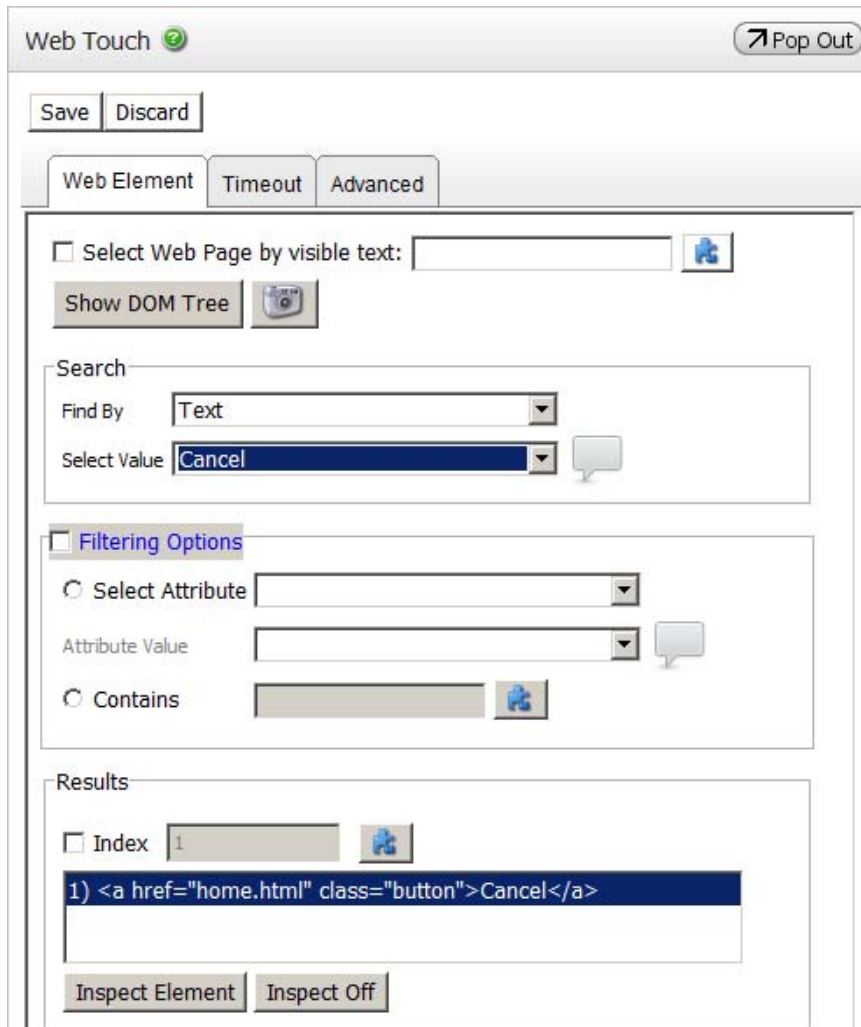 Web Touch ?
Pop Out
Save Discard
Web Element Timeout Advanced
Select Web Page by visible text:
Show DOM Tree
Search
Find By Text
Select Value Cancel
Filtering Options
Select Attribute
Attribute Value
Contains
Results
Index 1
1) <a href="home.html" class="button">Cancel</a>
Inspect Element Inspect Off